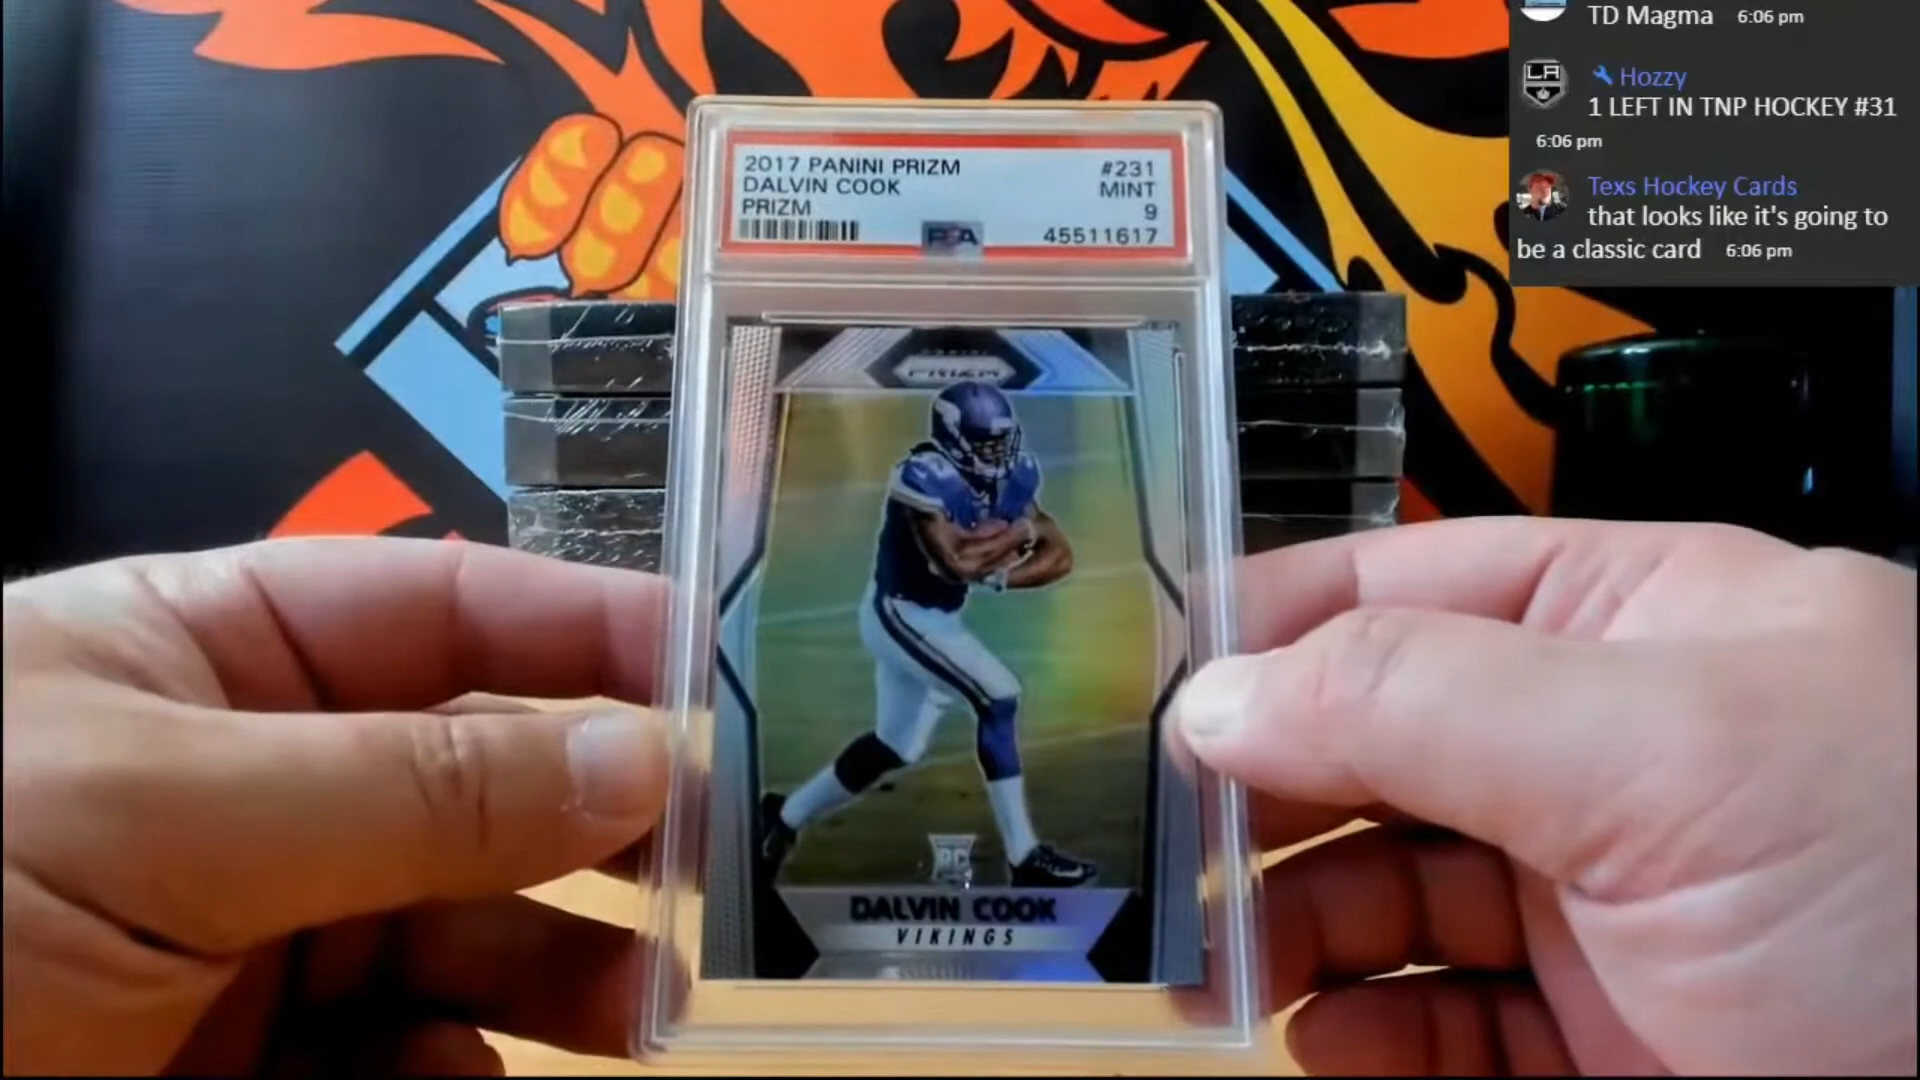 2017 PANINI PRIZM #231
DALVIN COOK MINT
PRIZM 9
PSA 45511617
PANINI
PRIZM
RC
DALVIN COOK
VIKINGS
TD Magma 6:06 pm
LA
Hozzy
1 LEFT IN TNP HOCKEY #31
6:06 pm
Texs Hockey Cards
that looks like it's going to
be a classic card 6:06 pm